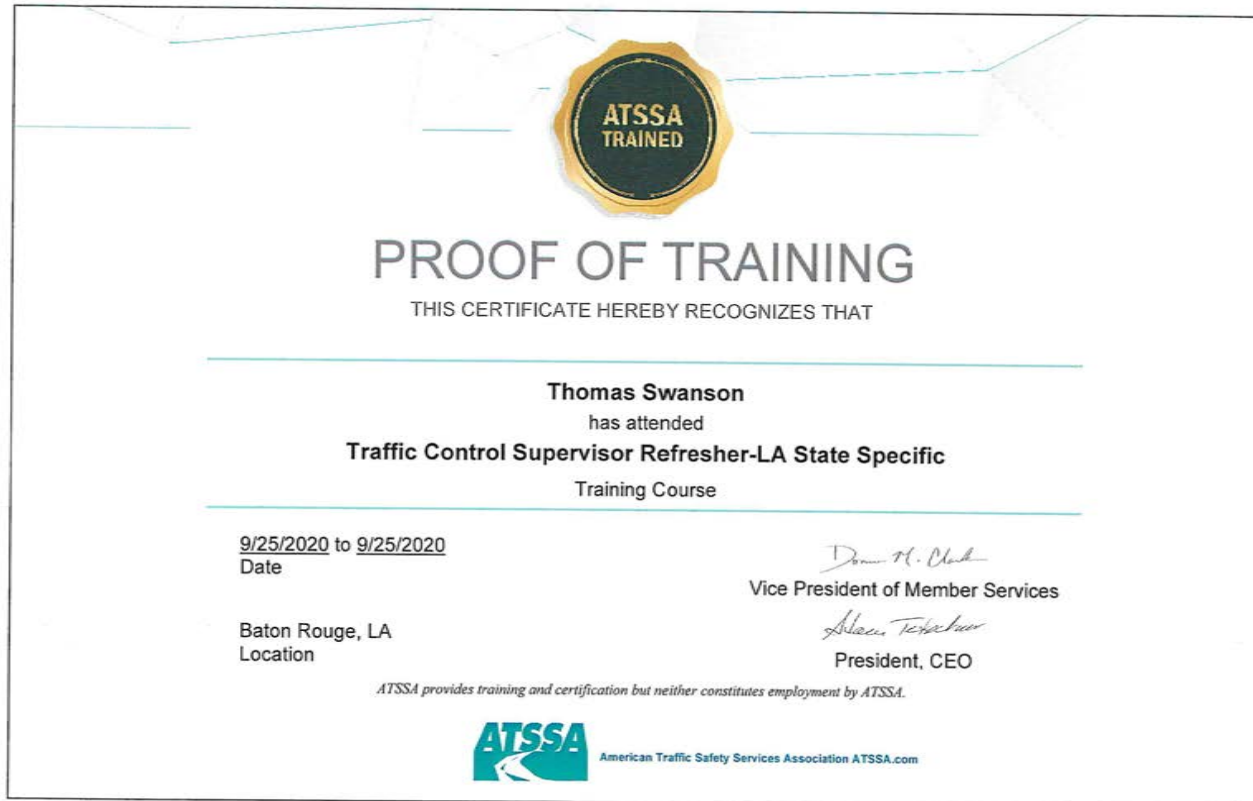 ATSSA
TRAINED
PROOF OF TRAINING
THIS CERTIFICATE HEREBY RECOGNIZES THAT
Thomas Swanson
has attended
Traffic Control Supervisor Refresher-LA State Specific
Training Course
9/25/2020 to 9/25/2020
Date
Donna M. Clark
Vice President of Member Services
Baton Rouge, LA
Location
President, CEO
ATSSA provides training and certification but neither constitutes employment by ATSSA.
ATSSA
American Traffic Safety Services Association ATSSA.com